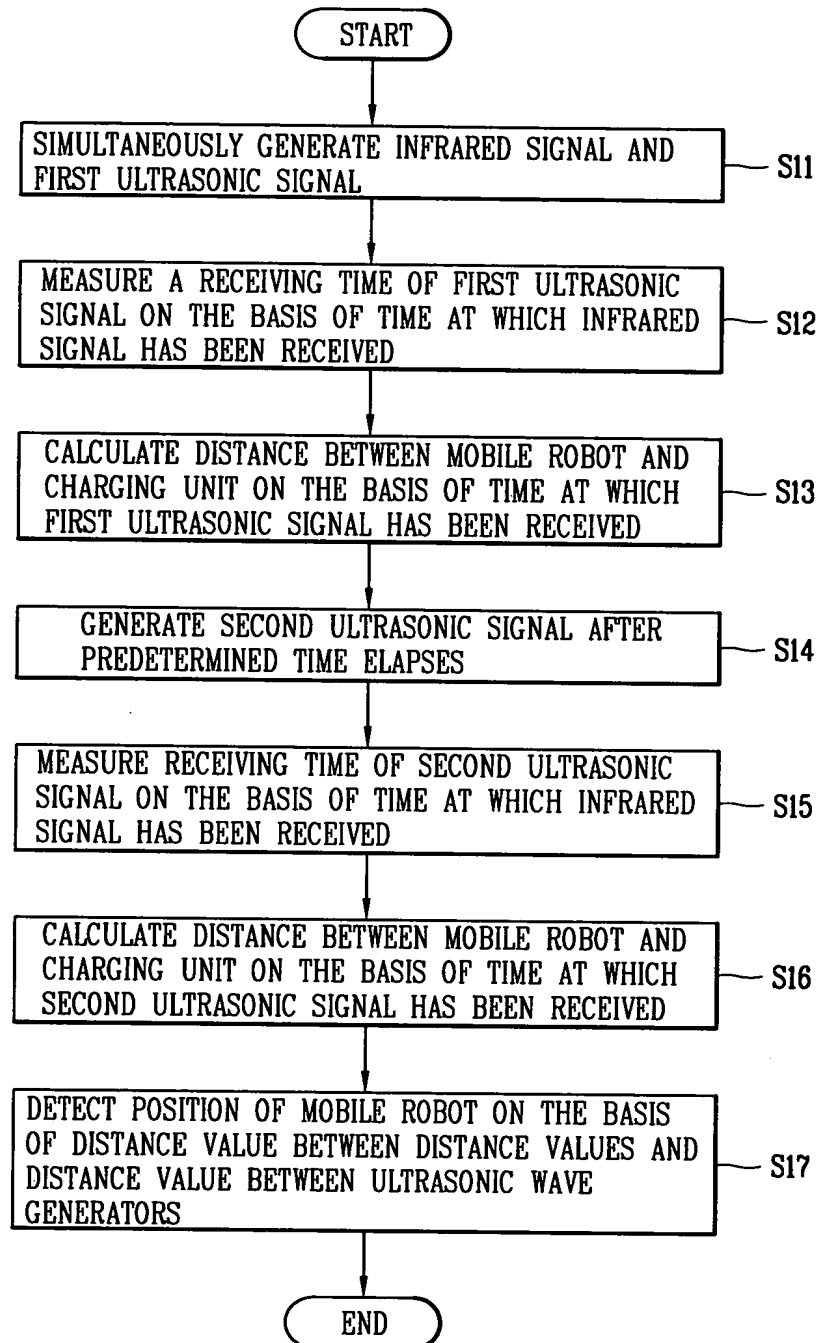 START
SIMULTANEOUSLY GENERATE INFRARED SIGNAL AND
FIRST ULTRASONIC SIGNAL
S11
MEASURE A RECEIVING TIME OF FIRST ULTRASONIC
SIGNAL ON THE BASIS OF TIME AT WHICH INFRARED
SIGNAL HAS BEEN RECEIVED
S12
CALCULATE DISTANCE BETWEEN MOBILE ROBOT AND
CHARGING UNIT ON THE BASIS OF TIME AT WHICH
FIRST ULTRASONIC SIGNAL HAS BEEN RECEIVED
S13
GENERATE SECOND ULTRASONIC SIGNAL AFTER
PREDETERMINED TIME ELAPSES
S14
MEASURE RECEIVING TIME OF SECOND ULTRASONIC
SIGNAL ON THE BASIS OF TIME AT WHICH INFRARED
SIGNAL HAS BEEN RECEIVED
S15
CALCULATE DISTANCE BETWEEN MOBILE ROBOT AND
CHARGING UNIT ON THE BASIS OF TIME AT WHICH
SECOND ULTRASONIC SIGNAL HAS BEEN RECEIVED
S16
DETECT POSITION OF MOBILE ROBOT ON THE BASIS
OF DISTANCE VALUE BETWEEN DISTANCE VALUES AND
DISTANCE VALUE BETWEEN ULTRASONIC WAVE
GENERATORS
S17
END